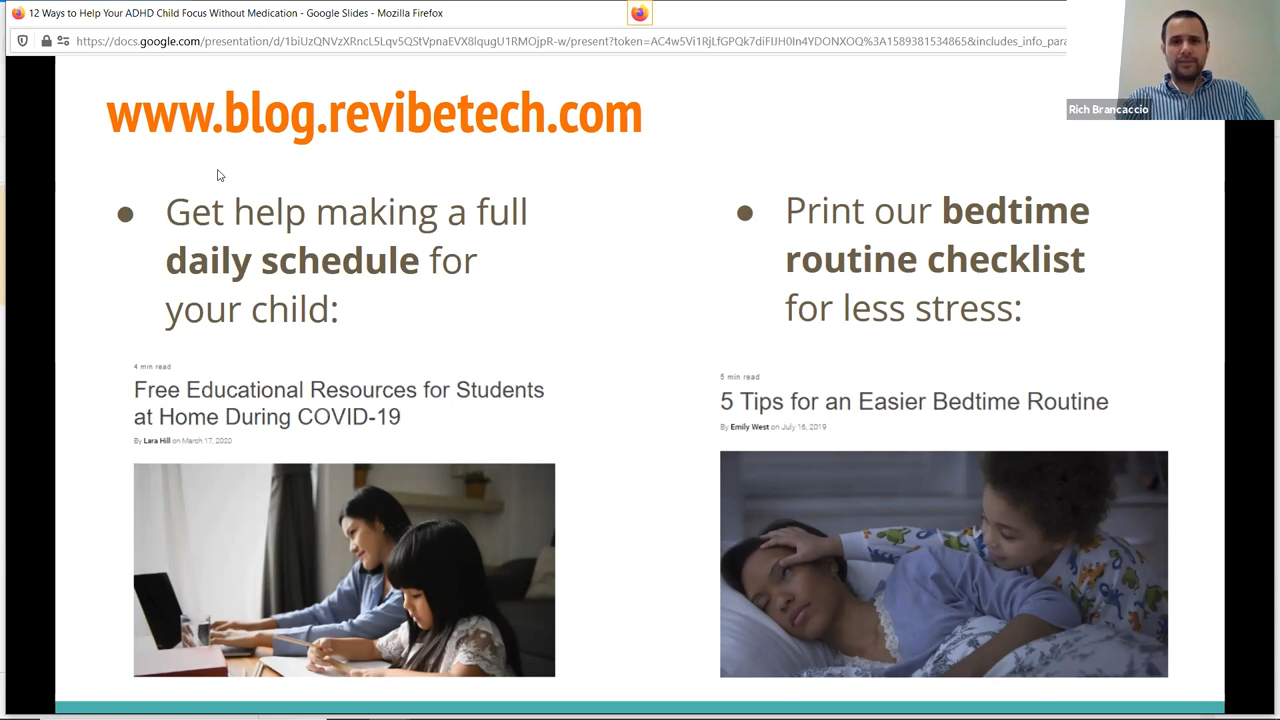 12 Ways to Help Your ADHD Child Focus Without Medication - Google Slides - Mozilla Firefox
Rich Brancaccio
www.blog.revibetech.com
● Get help making a full
daily schedule for
your child:
● Print our bedtime
routine checklist
for less stress:
4 min read
Free Educational Resources for Students
at Home During COVID-19
By Lara Hill on March 17, 2020
5 min read
5 Tips for an Easier Bedtime Routine
By Emily West on July 16, 2019